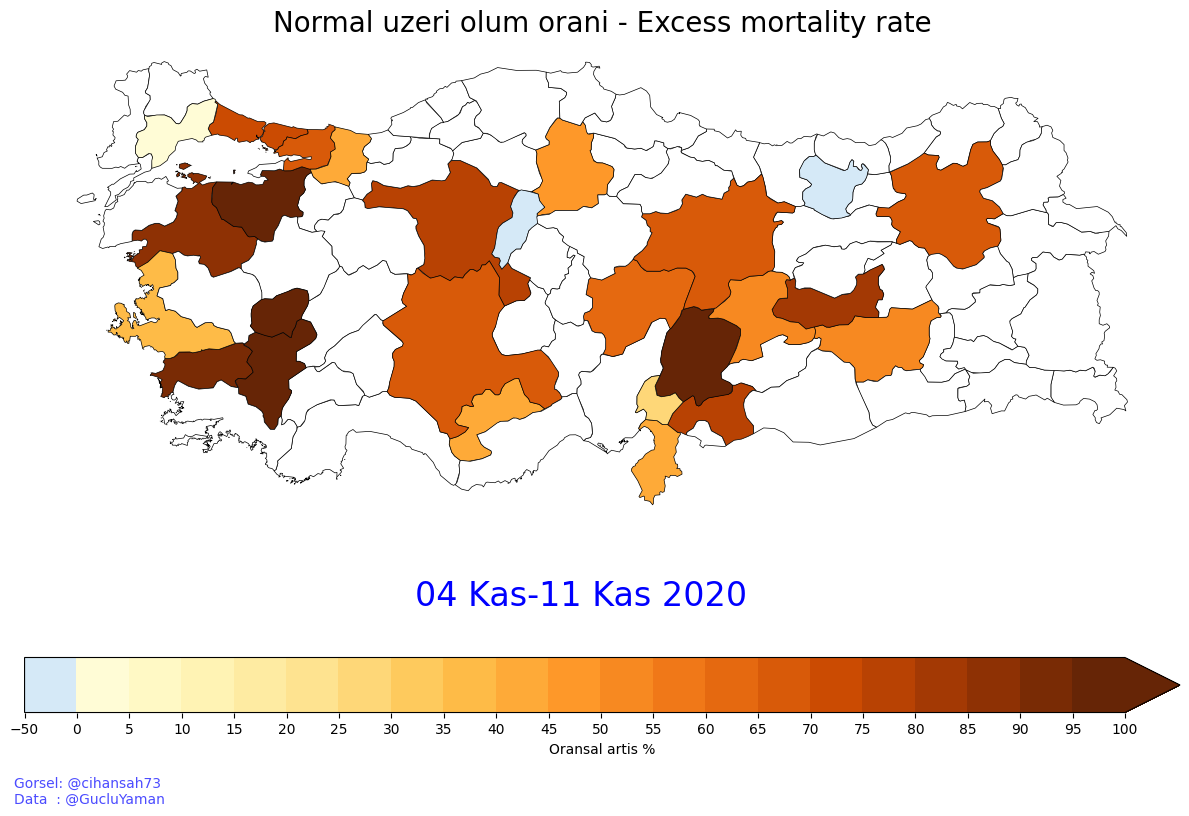 Normal uzeri olum orani - Excess mortality rate
04 Kas-11 Kas 2020
−50 0 5 10 15 20 25 30 35 40 45 50 55 60 65 70 75 80 85 90 95 100
Oransal artis %
Gorsel: @cihansah73
Data  : @GucluYaman